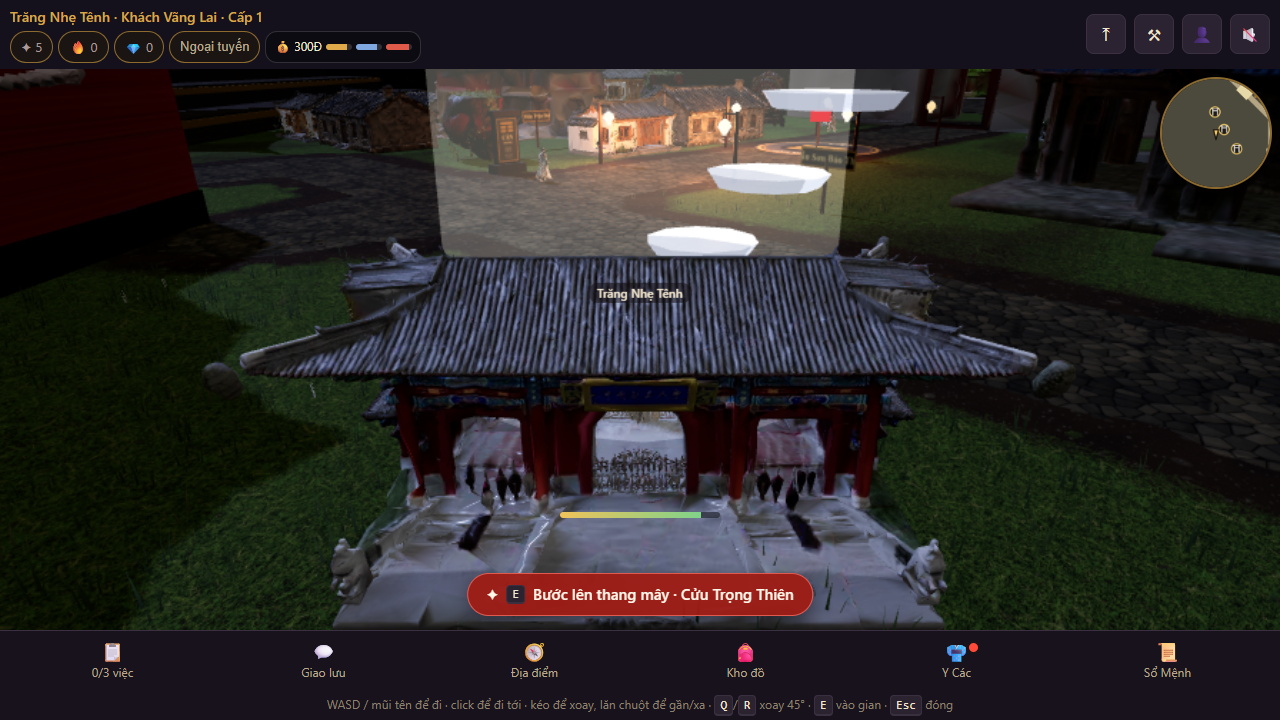 Trăng Nhẹ Tênh · Khách Vãng Lai · Cấp 1
5
0
0
Ngoại tuyến
300Đ
Trăng Nhẹ Tênh
E Bước lên thang mây · Cửu Trọng Thiên
0/3 việc
Giao lưu
Địa điểm
Kho đồ
Y Các
Sổ Mệnh
WASD / mũi tên để đi · click để đi tới · kéo để xoay, lăn chuột để gần/xa · Q/R xoay 45° · E vào gian · Esc đóng